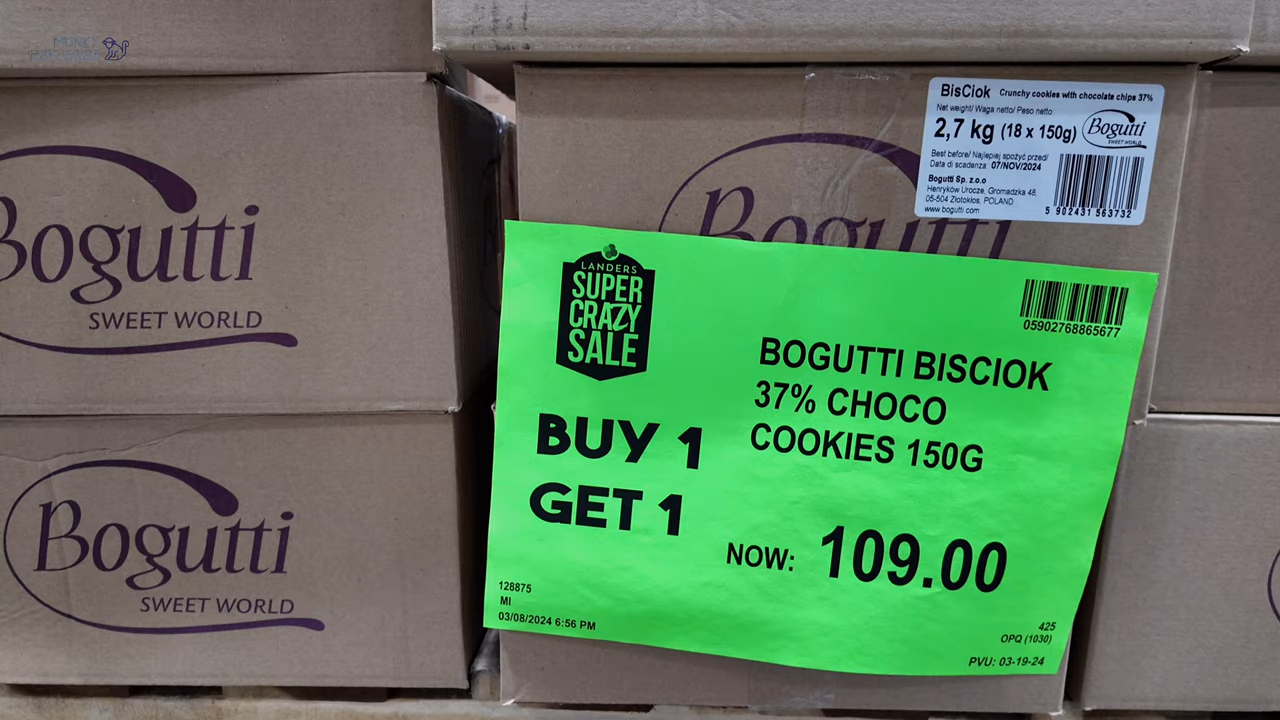 MUNKY
Bogutti
SWEET WORLD
Bogutti
SWEET WORLD
Bogutti
BisCiok Crunchy cookies with chocolate chips 37%
Net weight/ Waga netto/ Peso netto:
2,7 kg (18 x 150g)
Bogutti
SWEET WORLD
Best before/ Najlepiej spożyć przed/
Data di scadenza: 07/NOV/2024
Bogutti Sp. z.o.o
Henryków Urocze, Gromadzka 48,
05-504 Złotokłos, POLAND
www.bogutti.com
5 902431 563732
LANDERS
SUPER
CRAZY
SALE
05902768865677
BOGUTTI BISCIOK
37% CHOCO
COOKIES 150G
BUY 1
GET 1
NOW: 109.00
128875
MI
03/08/2024 6:56 PM
425
OPQ (1030)
PVU: 03-19-24